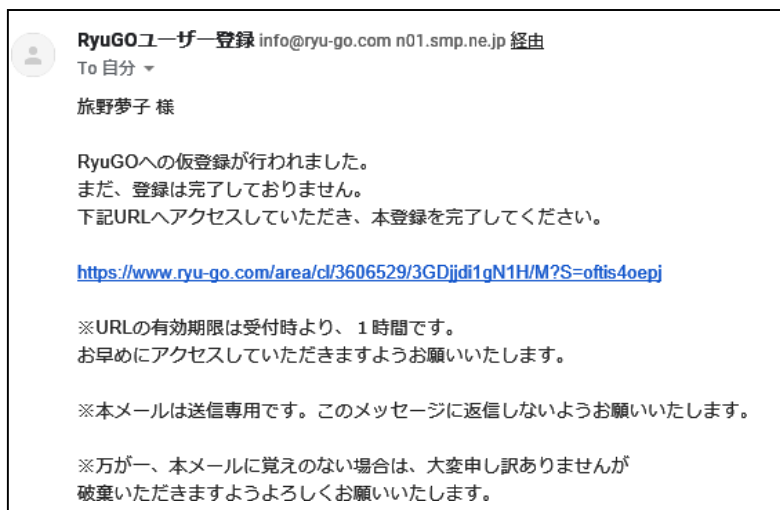 RyuGOユーザー登録 info@ryu-go.com n01.smp.ne.jp 経由
To 自分
旅野夢子 様
RyuGOへの仮登録が行われました。
まだ、登録は完了しておりません。
下記URLへアクセスしていただき、本登録を完了してください。
https://www.ryu-go.com/area/cl/3606529/3GDjjdi1gN1H/M?S=oftis4oepj
※URLの有効期限は受付時より、１時間です。
お早めにアクセスしていただきますようお願いいたします。
※本メールは送信専用です。このメッセージに返信しないようお願いいたします。
※万が一、本メールに覚えのない場合は、大変申し訳ありませんが
破棄いただきますようよろしくお願いいたします。